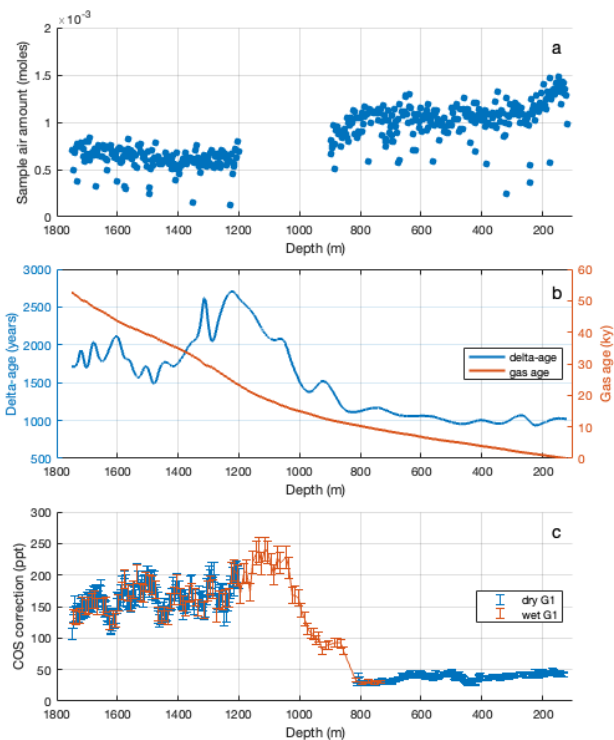 ×10⁻³
2
1.5
1
0.5
0
Sample air amount (moles)
a
1800 1600 1400 1200 1000 800 600 400 200
Depth (m)
3000
2500
2000
1500
1000
500
Delta-age (years)
b
60
50
40
30
20
10
0
Gas age (ky)
delta-age
gas age
1800 1600 1400 1200 1000 800 600 400 200
Depth (m)
300
250
200
150
100
50
0
COS correction (ppt)
c
dry G1
wet G1
1800 1600 1400 1200 1000 800 600 400 200
Depth (m)